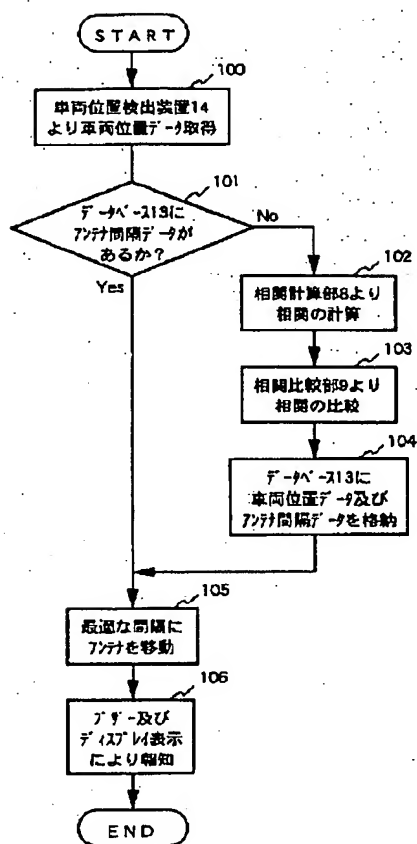 START
100
車両位置検出装置14
より車両位置データ取得
101
データベース13に
アンテナ間隔データが
あるか？
No
Yes
102
相関計算部8より
相関の計算
103
相関比較部9より
相関の比較
104
データベース13に
車両位置データ及び
アンテナ間隔データを格納
105
最適な間隔に
アンテナを移動
106
ブザー及び
ディスプレイ表示
により報知
END